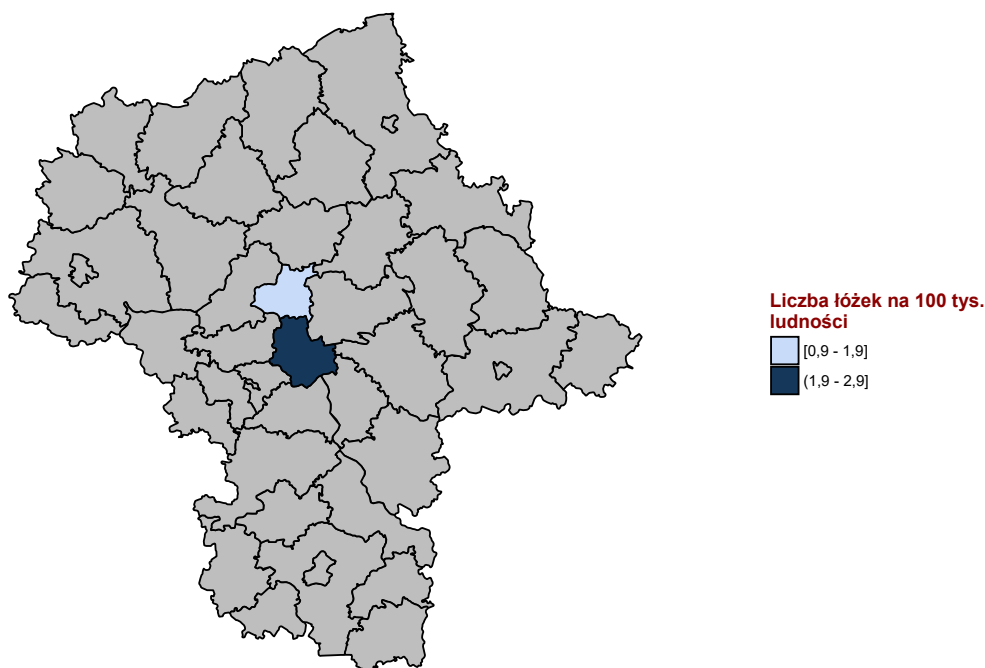 Liczba łóżek na 100 tys.
ludności
[0,9 - 1,9]
(1,9 - 2,9]